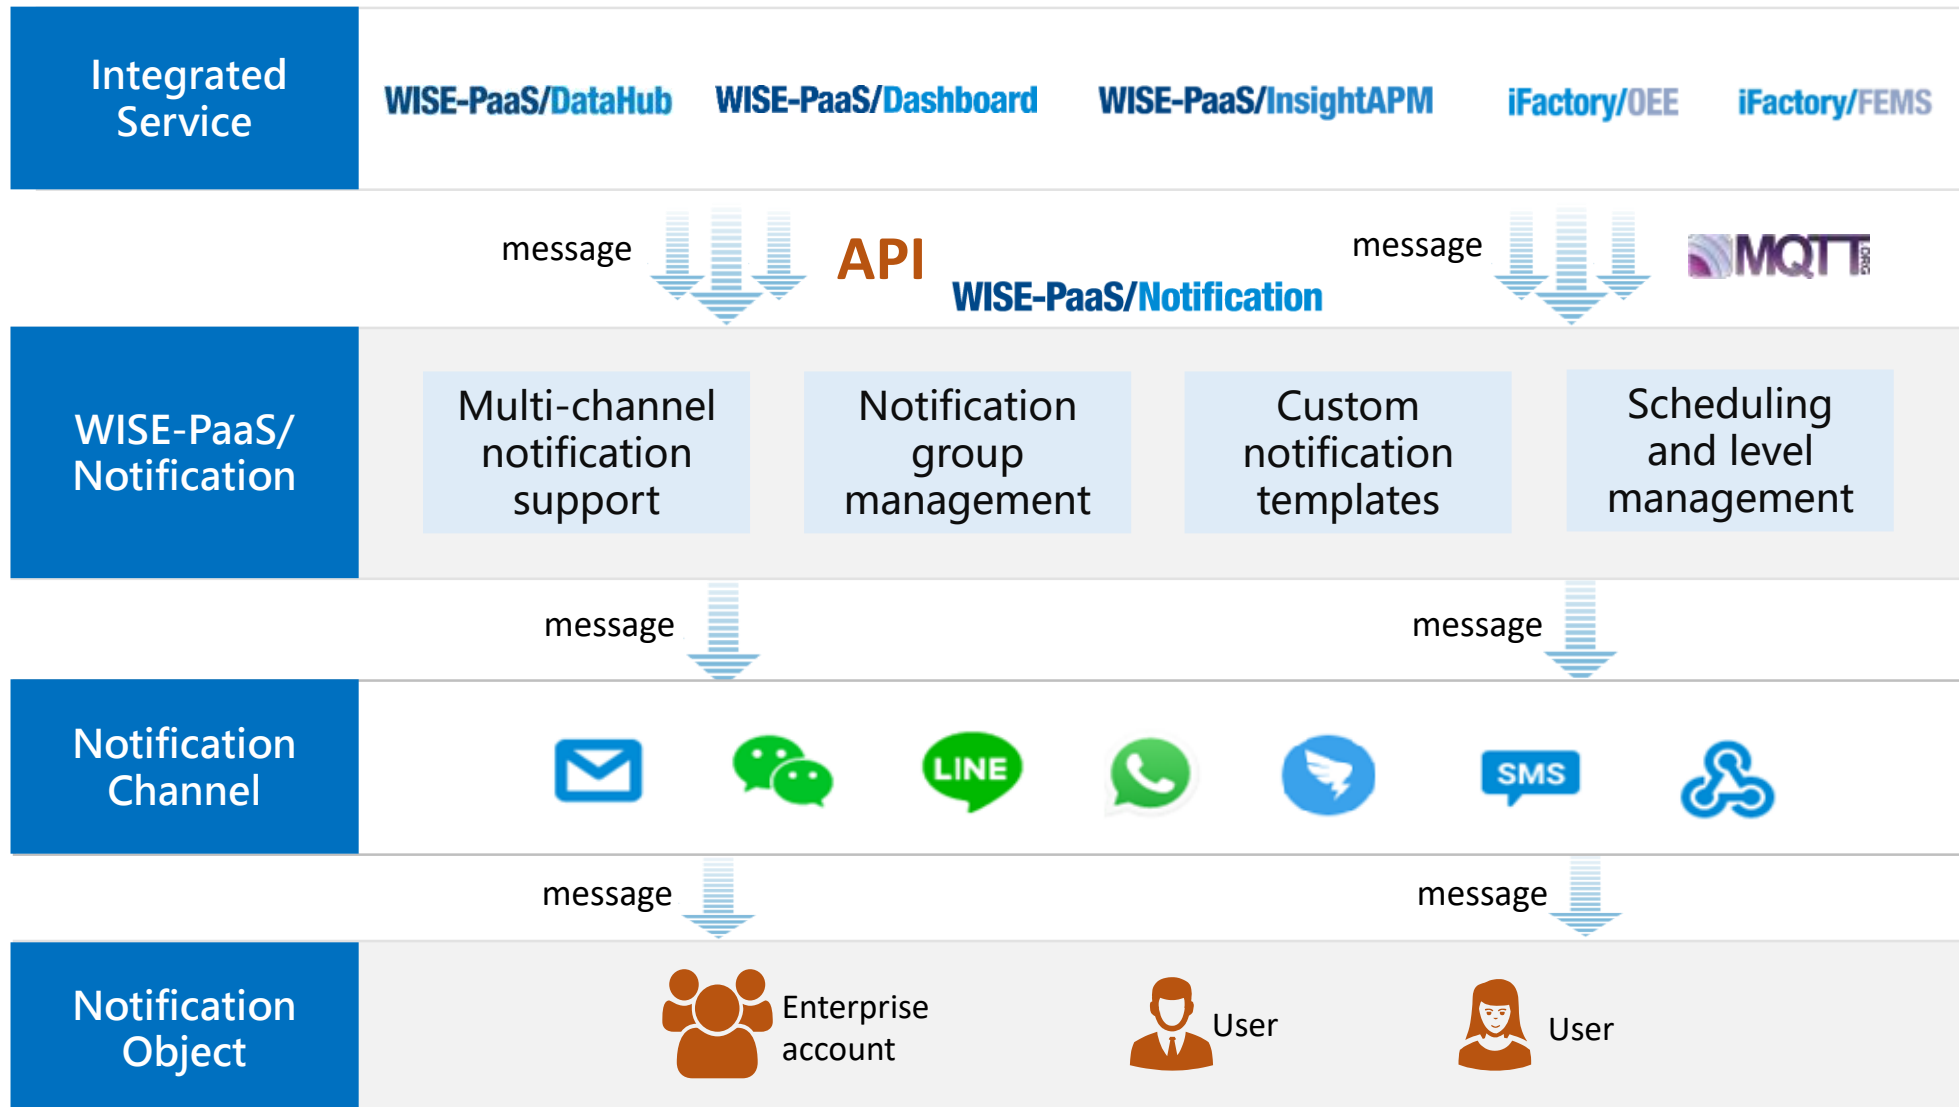 Integrated
Service
WISE-PaaS/DataHub
WISE-PaaS/Dashboard
WISE-PaaS/InsightAPM
iFactory/OEE
iFactory/FEMS
message
API
WISE-PaaS/Notification
message
MQTT
.ORG
WISE-PaaS/
Notification
Multi-channel
notification
support
Notification
group
management
Custom
notification
templates
Scheduling
and level
management
message
message
Notification
Channel
LINE
SMS
message
message
Notification
Object
Enterprise
account
User
User